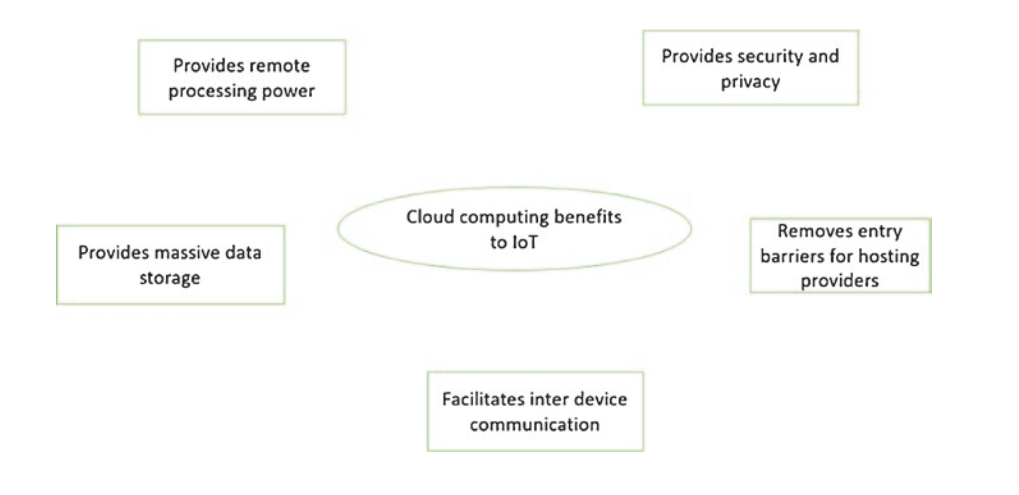 Provides remote
processing power
Provides security and
privacy
Cloud computing benefits
to IoT
Provides massive data
storage
Removes entry
barriers for hosting
providers
Facilitates inter device
communication